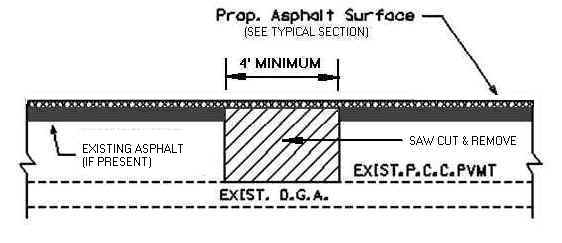 Prop. Asphalt Surface
(SEE TYPICAL SECTION)
4' MINIMUM
EXISTING ASPHALT
(IF PRESENT)
SAW CUT & REMOVE
EXIST.P.C.C.PVMT
EXIST. D.G.A.